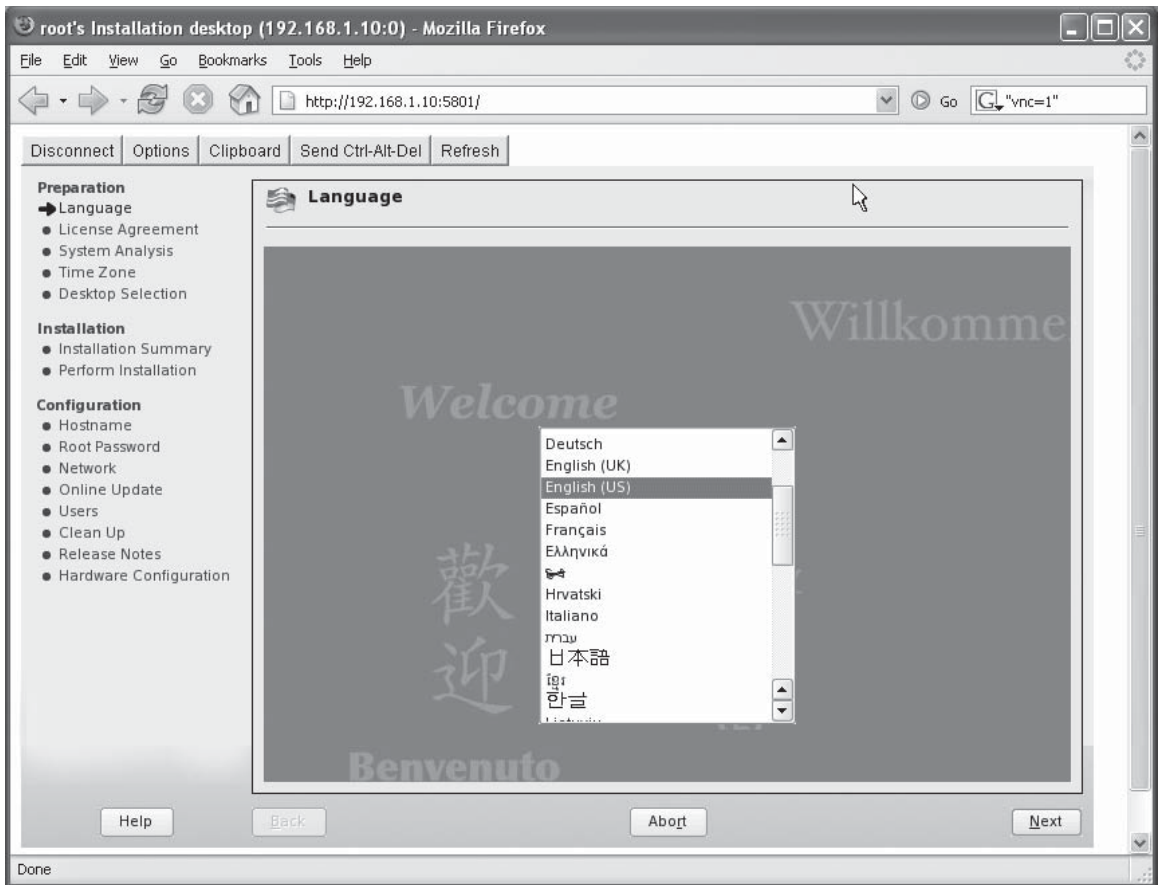 root's Installation desktop (192.168.1.10:0) - Mozilla Firefox
File Edit View Go Bookmarks Tools Help
http://192.168.1.10:5801/ Go G "vnc=1"
Disconnect Options Clipboard Send Ctrl-Alt-Del Refresh
Preparation
Language
License Agreement
System Analysis
Time Zone
Desktop Selection
Installation
Installation Summary
Perform Installation
Configuration
Hostname
Root Password
Network
Online Update
Users
Clean Up
Release Notes
Hardware Configuration
Language
Willkomme
Welcome
歡迎
Benvenuto
Deutsch
English (UK)
English (US)
Español
Français
Ελληνικά
Hrvatski
Italiano
עברית
日本語
ខ្មែរ
한글
Help Back Abort Next
Done